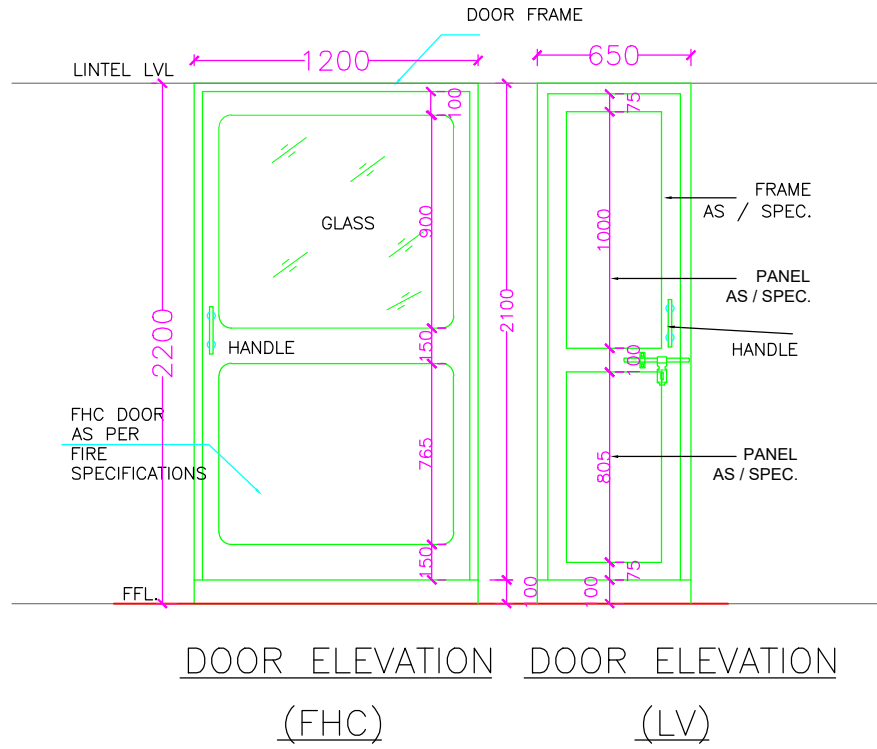 DOOR FRAME
1200
650
LINTEL LVL
100
75
FRAME
AS / SPEC.
GLASS
900
1000
PANEL
AS / SPEC.
2200
2100
HANDLE
150
100
HANDLE
FHC DOOR
AS PER
FIRE
SPECIFICATIONS
765
805
PANEL
AS / SPEC.
150
75
FFL.
100
100
DOOR ELEVATION
(FHC)
DOOR ELEVATION
(LV)